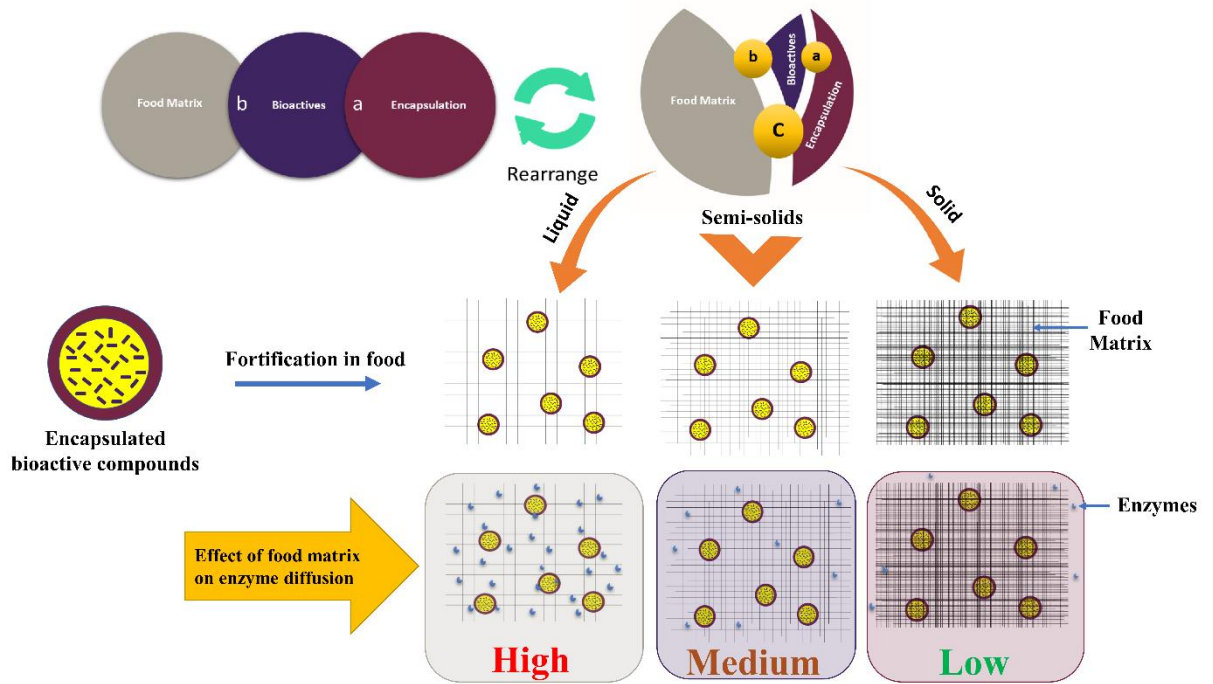 Food Matrix
b
Bioactives
a
Encapsulation
Rearrange
Food Matrix
b
Bioactives
a
C
Encapsulation
Liquid
Semi-solids
Solid
Encapsulated
bioactive compounds
Fortification in food
Food
Matrix
Effect of food matrix
on enzyme diffusion
Enzymes
High
Medium
Low